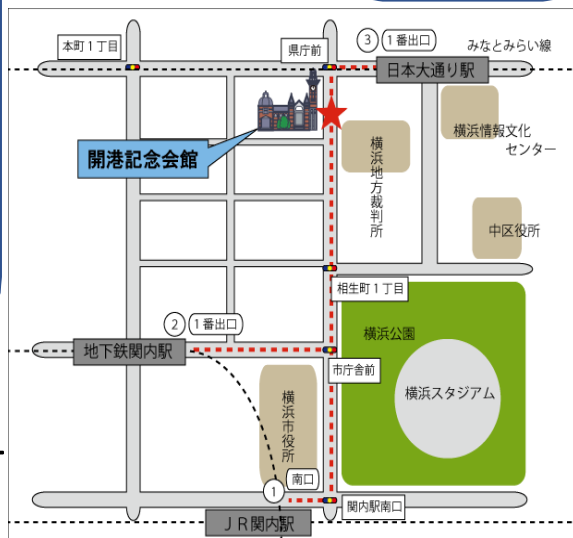 本町1丁目
県庁前
③ 1番出口
みなとみらい線
日本大通り駅
開港記念会館
横浜地方裁判所
横浜情報文化
センター
中区役所
相生町1丁目
② 1番出口
地下鉄関内駅
市庁舎前
横浜公園
横浜スタジアム
横浜市役所
① 南口
関内駅南口
JR関内駅